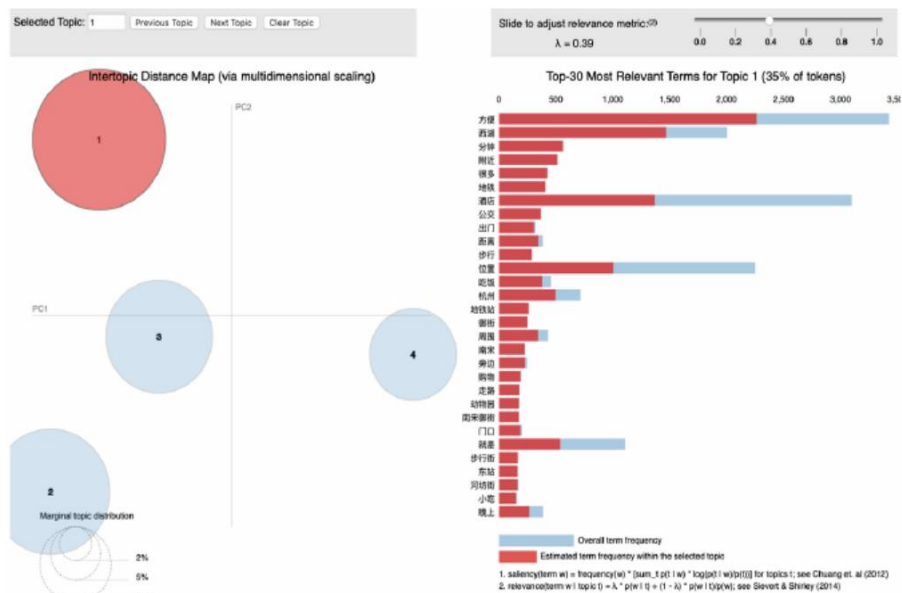 Selected Topic: 1 Previous Topic Next Topic Clear Topic
Slide to adjust relevance metric:(2)
λ = 0.39
0.0 0.2 0.4 0.6 0.8 1.0
Intertopic Distance Map (via multidimensional scaling)
PC2
PC1
1
3
4
2
Marginal topic distribution
2%
5%
Top-30 Most Relevant Terms for Topic 1 (35% of tokens)
0 500 1,000 1,500 2,000 2,500 3,000 3,50
方便
西湖
分钟
附近
很多
地铁
酒店
公交
出门
距离
步行
位置
吃饭
杭州
地铁站
御街
周围
南宋
旁边
购物
走路
动物园
南宋御街
门口
就是
步行街
东站
河坊街
小吃
晚上
Overall term frequency
Estimated term frequency within the selected topic
1. saliency(term w) = frequency(w) * [sum_t p(t | w) * log(p(t | w)/p(t))] for topics t; see Chuang et. al (2012)
2. relevance(term w | topic t) = λ * p(w | t) + (1 - λ) * p(w | t)/p(w); see Sievert & Shirley (2014)